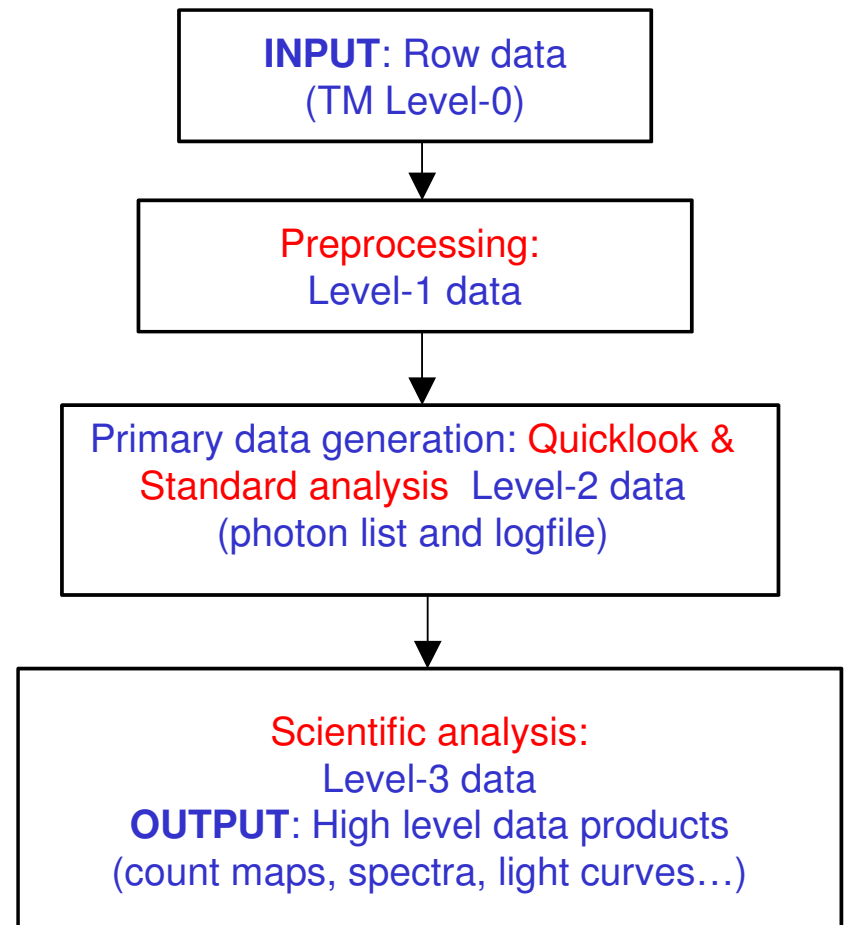 INPUT: Row data
(TM Level-0)
Preprocessing:
Level-1 data
Primary data generation: Quicklook &
Standard analysis Level-2 data
(photon list and logfile)
Scientific analysis:
Level-3 data
OUTPUT: High level data products
(count maps, spectra, light curves…)